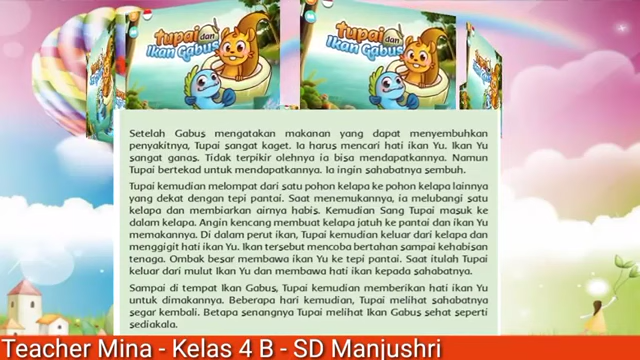 Tupai dan
Ikan Gabus
Tupai dan
Ikan Gabus
Setelah Gabus mengatakan makanan yang dapat menyembuhkan
penyakitnya, Tupai sangat kaget. Ia harus mencari hati ikan Yu. Ikan Yu
sangat ganas. Tidak terpikir olehnya ia bisa mendapatkannya. Namun
Tupai bertekad untuk mendapatkannya. Ia ingin sahabatnya sembuh.
Tupai kemudian melompat dari satu pohon kelapa ke pohon kelapa lainnya
yang dekat dengan tepi pantai. Saat menemukannya, ia melubangi satu
kelapa dan membiarkan airnya habis. Kemudian Sang Tupai masuk ke
dalam kelapa. Angin kencang membuat kelapa jatuh ke pantai dan ikan Yu
memakannya. Di dalam perut ikan, Tupai kemudian keluar dari kelapa dan
menggigit hati ikan Yu. Ikan tersebut mencoba bertahan sampai kehabisan
tenaga. Ombak besar membawa ikan Yu ke tepi pantai. Saat itulah Tupai
keluar dari mulut Ikan Yu dan membawa hati ikan kepada sahabatnya.
Sampai di tempat Ikan Gabus, Tupai kemudian memberikan hati ikan Yu
untuk dimakannya. Beberapa hari kemudian, Tupai melihat sahabatnya
segar kembali. Betapa senangnya Tupai melihat Ikan Gabus sehat seperti
sediakala.
Teacher Mina - Kelas 4 B - SD Manjushri